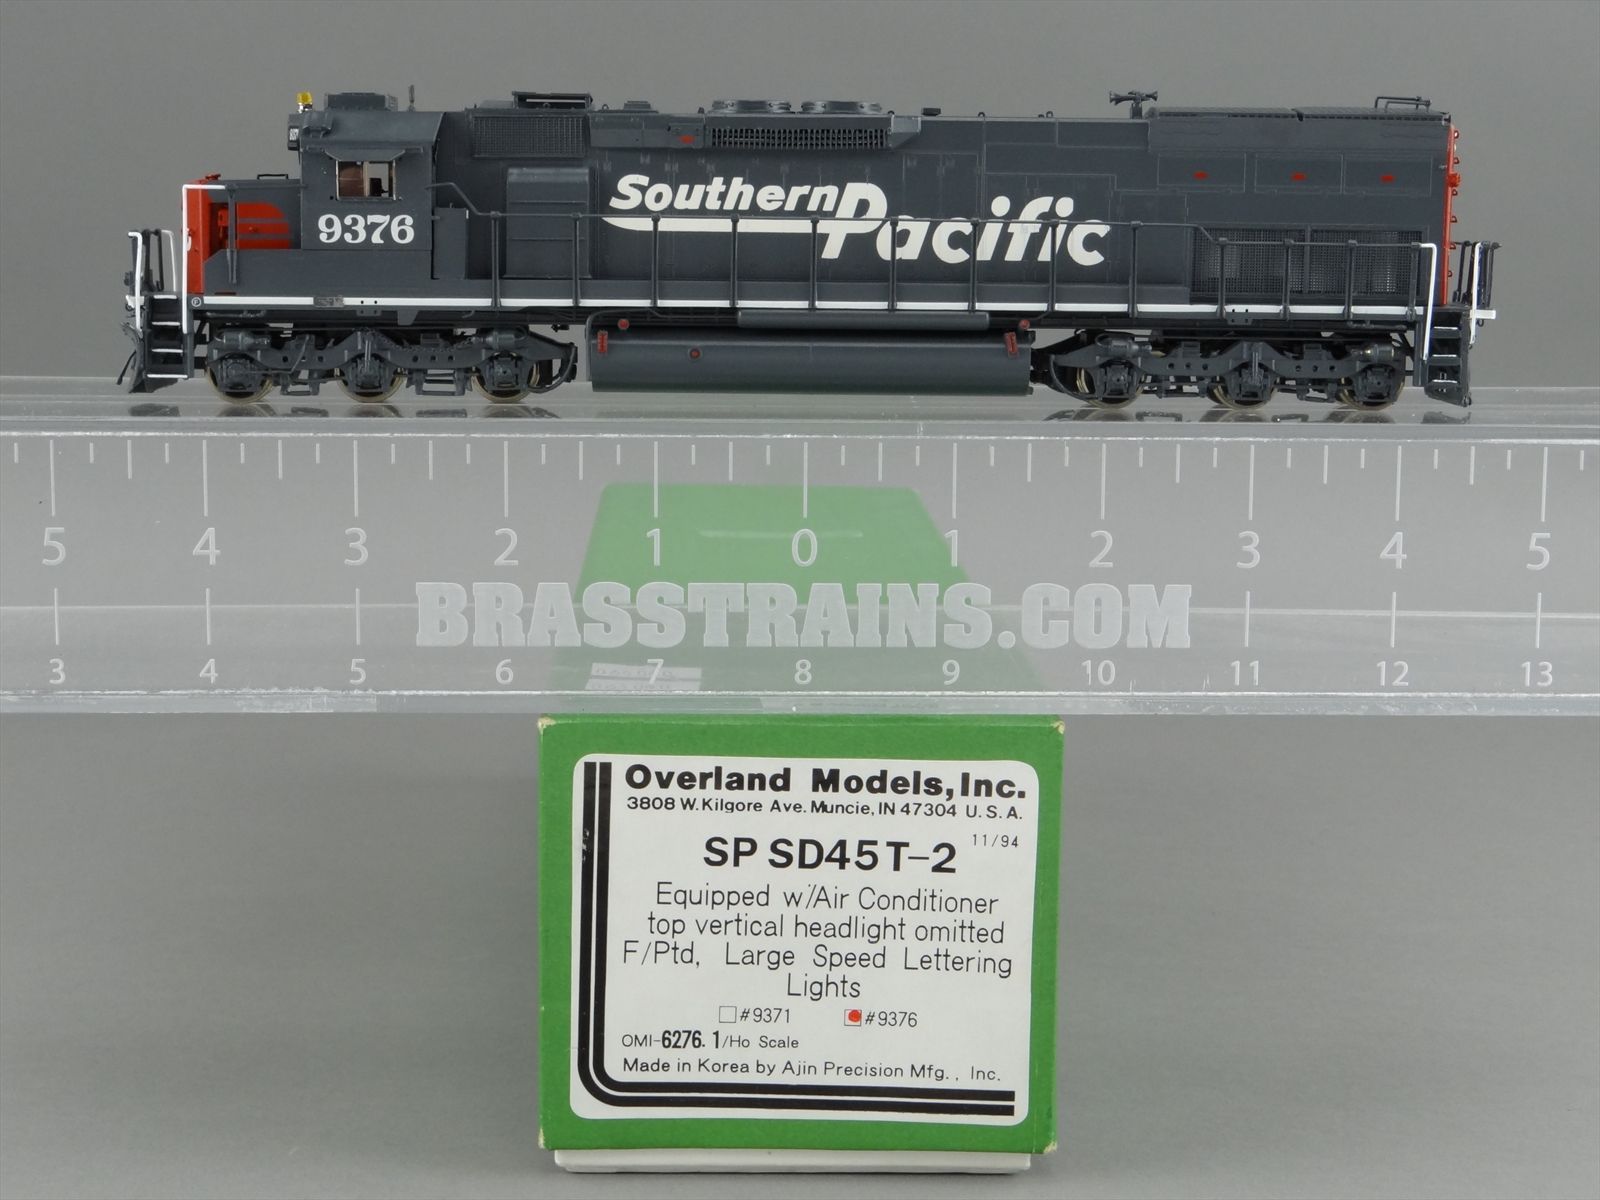 Southern
Pacific
9376
5 4 3 2 1 0 1 2 3 4 5
BRASSTRAINS.COM
3 4 5 6 7 8 9 10 11 12 13
Overland Models, Inc.
3808 W. Kilgore Ave. Muncie, IN 47304 U.S.A.
11/94
SP SD45T-2
Equipped w/Air Conditioner
top vertical headlight omitted
F/Ptd, Large Speed Lettering
Lights
#9371 #9376
OMI-6276.1/Ho Scale
Made in Korea by Ajin Precision Mfg., Inc.